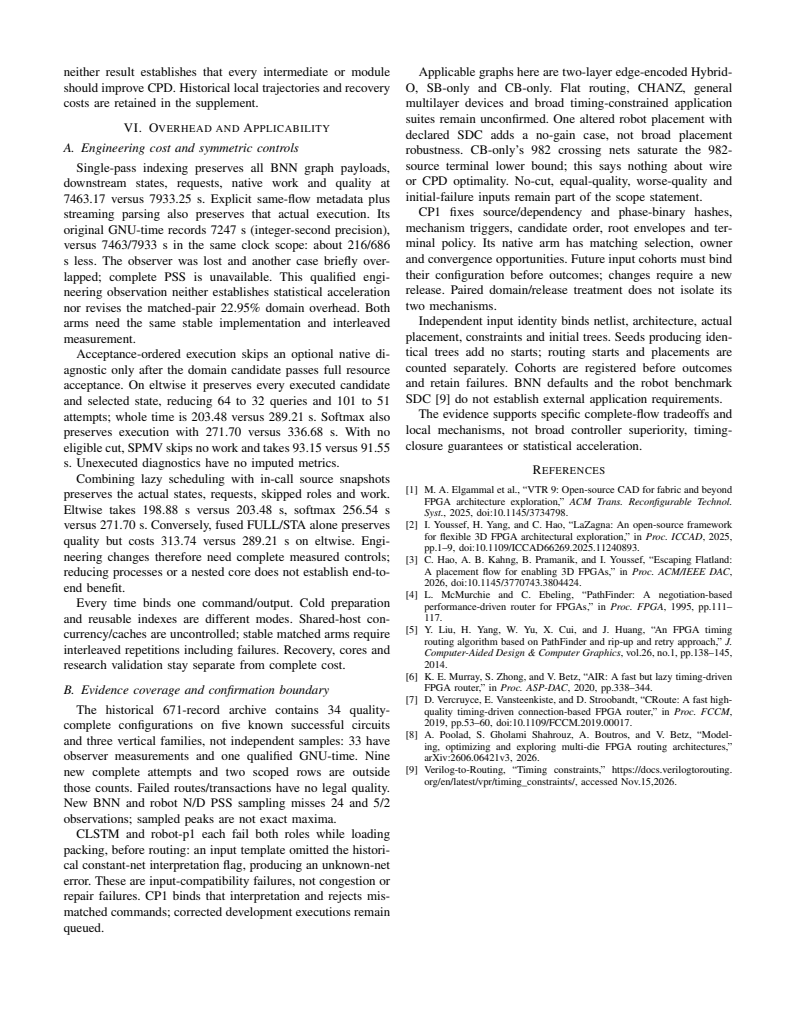 neither result establishes that every intermediate or module
should improve CPD. Historical local trajectories and recovery
costs are retained in the supplement.
VI. Overhead and Applicability
A. Engineering cost and symmetric controls
Single-pass indexing preserves all BNN graph payloads,
downstream states, requests, native work and quality at
7463.17 versus 7933.25 s. Explicit same-flow metadata plus
streaming parsing also preserves that actual execution. Its
original GNU-time records 7247 s (integer-second precision),
versus 7463/7933 s in the same clock scope: about 216/686
s less. The observer was lost and another case briefly over-
lapped; complete PSS is unavailable. This qualified engi-
neering observation neither establishes statistical acceleration
nor revises the matched-pair 22.95% domain overhead. Both
arms need the same stable implementation and interleaved
measurement.
Acceptance-ordered execution skips an optional native di-
agnostic only after the domain candidate passes full resource
acceptance. On eltwise it preserves every executed candidate
and selected state, reducing 64 to 32 queries and 101 to 51
attempts; whole time is 203.48 versus 289.21 s. Softmax also
preserves execution with 271.70 versus 336.68 s. With no
eligible cut, SPMV skips no work and takes 93.15 versus 91.55
s. Unexecuted diagnostics have no imputed metrics.
Combining lazy scheduling with in-call source snapshots
preserves the actual states, requests, skipped roles and work.
Eltwise takes 198.88 s versus 203.48 s, softmax 256.54 s
versus 271.70 s. Conversely, fused FULL/STA alone preserves
quality but costs 313.74 versus 289.21 s on eltwise. Engi-
neering changes therefore need complete measured controls;
reducing processes or a nested core does not establish end-to-
end benefit.
Every time binds one command/output. Cold preparation
and reusable indexes are different modes. Shared-host con-
currency/caches are uncontrolled; stable matched arms require
interleaved repetitions including failures. Recovery, cores and
research validation stay separate from complete cost.
B. Evidence coverage and confirmation boundary
The historical 671-record archive contains 34 quality-
complete configurations on five known successful circuits
and three vertical families, not independent samples: 33 have
observer measurements and one qualified GNU-time. Nine
new complete attempts and two scoped rows are outside
those counts. Failed routes/transactions have no legal quality.
New BNN and robot N/D PSS sampling misses 24 and 5/2
observations; sampled peaks are not exact maxima.
CLSTM and robot-p1 each fail both roles while loading
packing, before routing: an input template omitted the histori-
cal constant-net interpretation flag, producing an unknown-net
error. These are input-compatibility failures, not congestion or
repair failures. CP1 binds that interpretation and rejects mis-
matched commands; corrected development executions remain
queued.
Applicable graphs here are two-layer edge-encoded Hybrid-
O, SB-only and CB-only. Flat routing, CHANZ, general
multilayer devices and broad timing-constrained application
suites remain unconfirmed. One altered robot placement with
declared SDC adds a no-gain case, not broad placement
robustness. CB-only's 982 crossing nets saturate the 982-
source terminal lower bound; this says nothing about wire
or CPD optimality. No-cut, equal-quality, worse-quality and
initial-failure inputs remain part of the scope statement.
CP1 fixes source/dependency and phase-binary hashes,
mechanism triggers, candidate order, root envelopes and ter-
minal policy. Its native arm has matching selection, owner
and convergence opportunities. Future input cohorts must bind
their configuration before outcomes; changes require a new
release. Paired domain/release treatment does not isolate its
two mechanisms.
Independent input identity binds netlist, architecture, actual
placement, constraints and initial trees. Seeds producing iden-
tical trees add no starts; routing starts and placements are
counted separately. Cohorts are registered before outcomes
and retain failures. BNN defaults and the robot benchmark
SDC [9] do not establish external application requirements.
The evidence supports specific complete-flow tradeoffs and
local mechanisms, not broad controller superiority, timing-
closure guarantees or statistical acceleration.
References
[1] M. A. Elgammal et al., “VTR 9: Open-source CAD for fabric and beyond
FPGA architecture exploration,” ACM Trans. Reconfigurable Technol.
Syst., 2025, doi:10.1145/3734798.
[2] I. Youssef, H. Yang, and C. Hao, “LaZagna: An open-source framework
for flexible 3D FPGA architectural exploration,” in Proc. ICCAD, 2025,
pp.1–9, doi:10.1109/ICCAD66269.2025.11240893.
[3] C. Hao, A. B. Kahng, B. Pramanik, and I. Youssef, “Escaping Flatland:
A placement flow for enabling 3D FPGAs,” in Proc. ACM/IEEE DAC,
2026, doi:10.1145/3770743.3804424.
[4] L. McMurchie and C. Ebeling, “PathFinder: A negotiation-based
performance-driven router for FPGAs,” in Proc. FPGA, 1995, pp.111–
117.
[5] Y. Liu, H. Yang, W. Yu, X. Cui, and J. Huang, “An FPGA timing
routing algorithm based on PathFinder and rip-up and retry approach,” J.
Computer-Aided Design & Computer Graphics, vol.26, no.1, pp.138–145,
2014.
[6] K. E. Murray, S. Zhong, and V. Betz, “AIR: A fast but lazy timing-driven
FPGA router,” in Proc. ASP-DAC, 2020, pp.338–344.
[7] D. Vercruyce, E. Vansteenkiste, and D. Stroobandt, “CRoute: A fast high-
quality timing-driven connection-based FPGA router,” in Proc. FCCM,
2019, pp.53–60, doi:10.1109/FCCM.2019.00017.
[8] A. Poolad, S. Gholami Shahrouz, A. Boutros, and V. Betz, “Model-
ing, optimizing and exploring multi-die FPGA routing architectures,”
arXiv:2606.06421v3, 2026.
[9] Verilog-to-Routing, “Timing constraints,” https://docs.verilogtorouting.
org/en/latest/vpr/timing_constraints/, accessed Nov.15,2026.